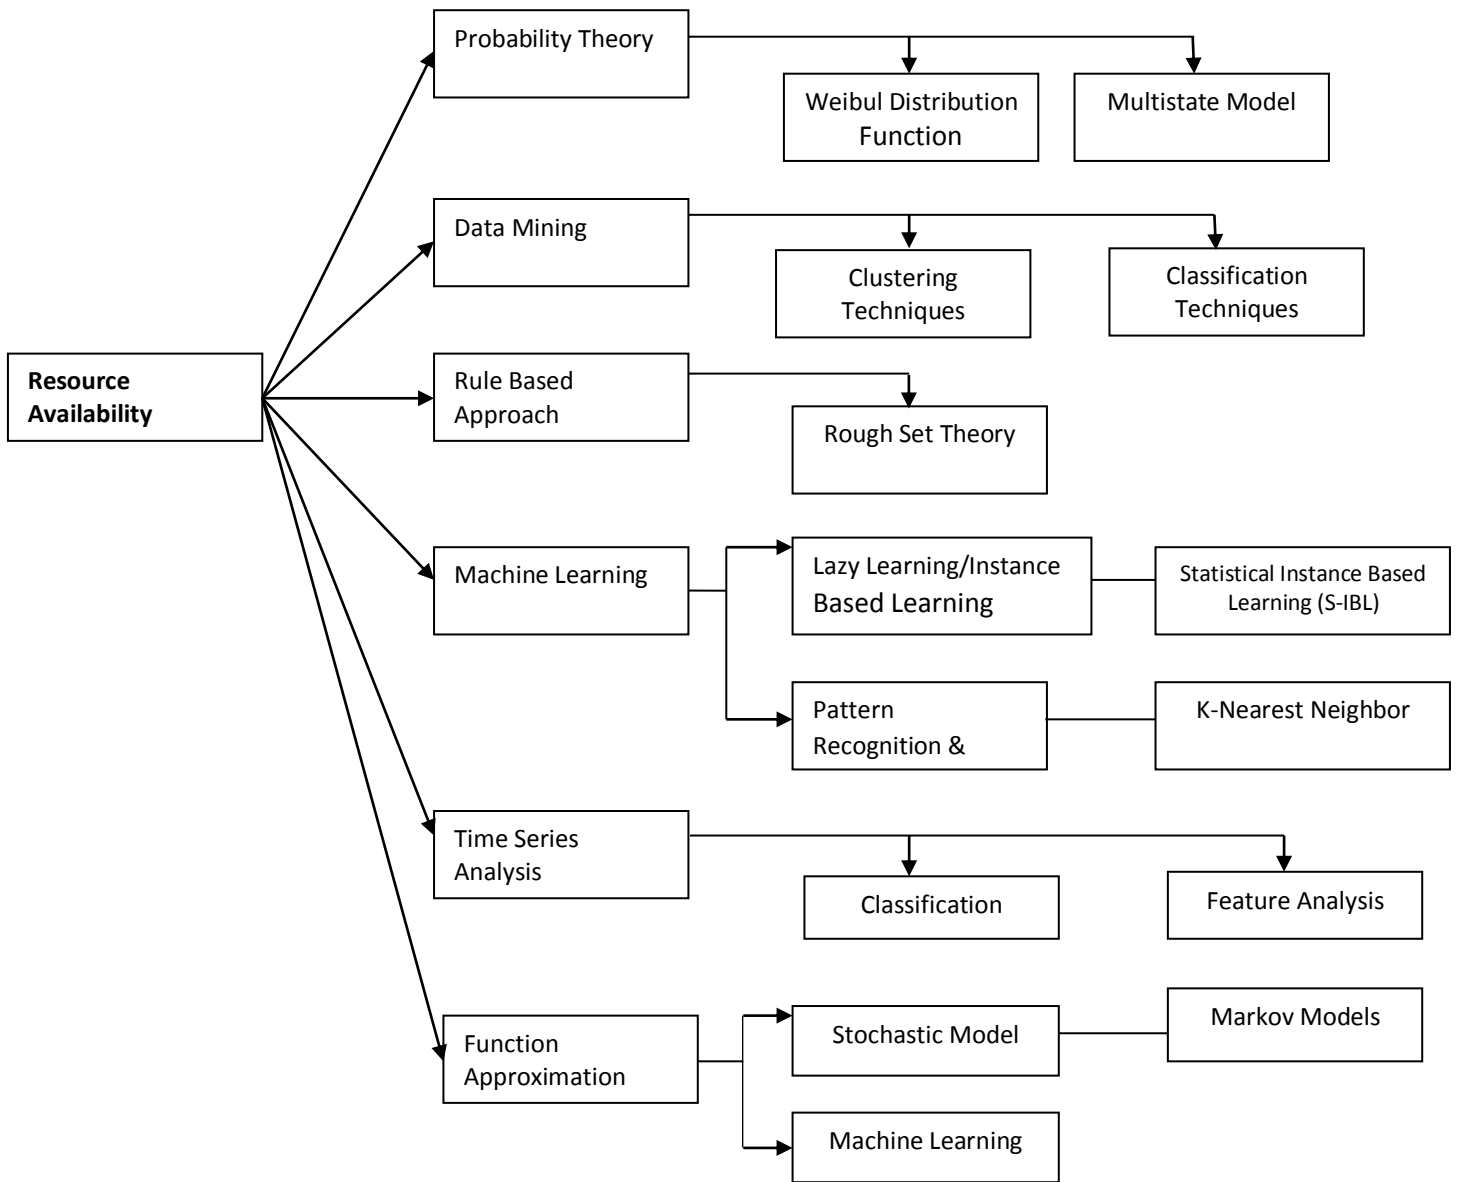 Probability Theory
Weibul Distribution
Function
Multistate Model
Data Mining
Clustering
Techniques
Classification
Techniques
Resource
Availability
Rule Based
Approach
Rough Set Theory
Machine Learning
Lazy Learning/Instance
Based Learning
Statistical Instance Based
Learning (S-IBL)
Pattern
Recognition &
K-Nearest Neighbor
Time Series
Analysis
Classification
Feature Analysis
Function
Approximation
Stochastic Model
Markov Models
Machine Learning